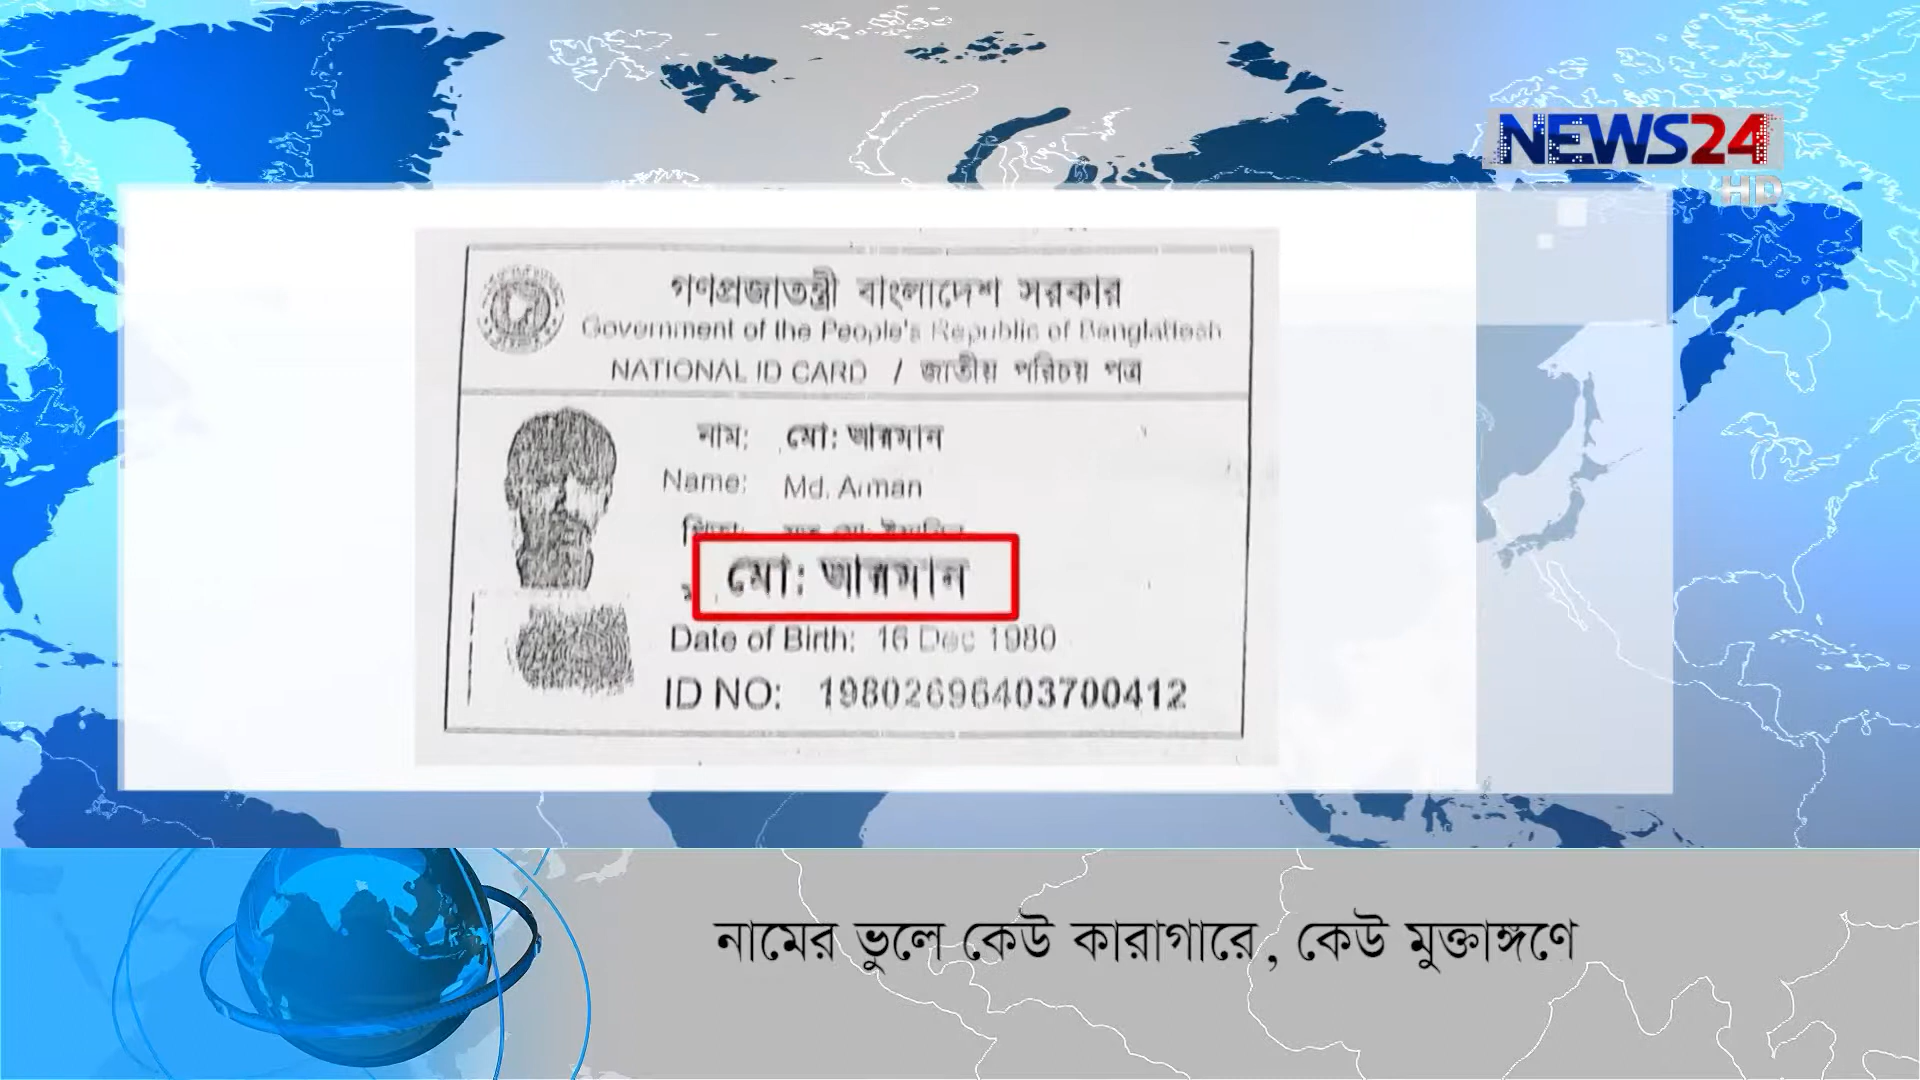 NEWS24
HD
গণপ্রজাতন্ত্রী বাংলাদেশ সরকার
Government of the People's Republic of Bangladesh
NATIONAL ID CARD / জাতীয় পরিচয় পত্র
নাম: মো: আরমান
Name: Md. Arman
পিতা:
মো: আরমান
Date of Birth: 16 Dec 1980
ID NO: 19802696403700412
নামের ভুলে কেউ কারাগারে, কেউ মুক্তাঙ্গণে